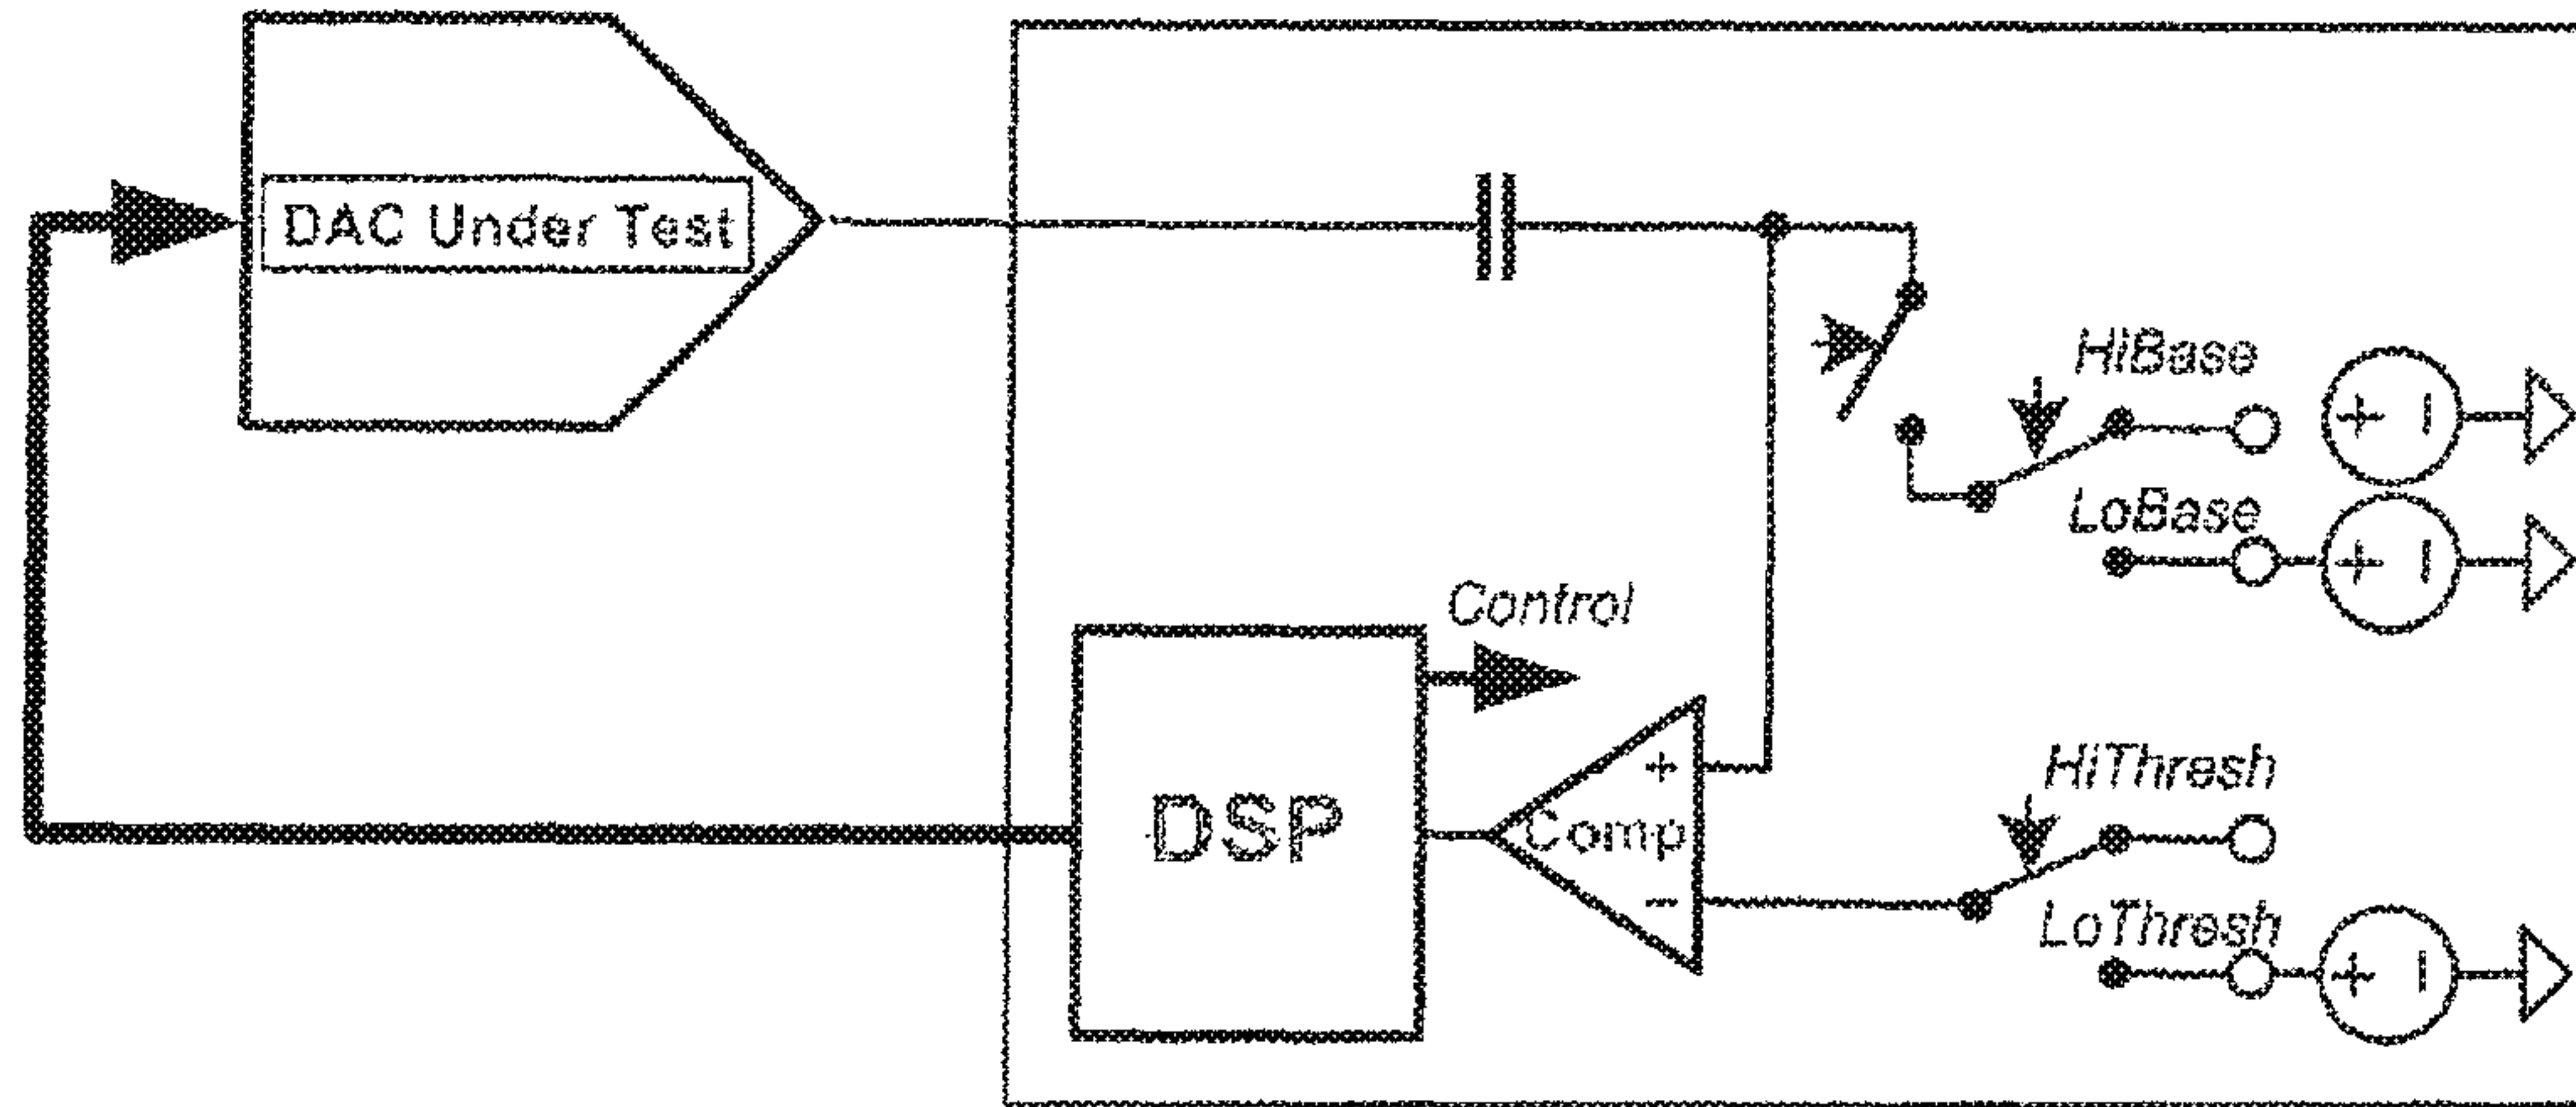 DAC Under Test
HiBase
LoBase
Control
+ −
+ −
DSP
Comp
+
−
HiThresh
LoThresh
+ −